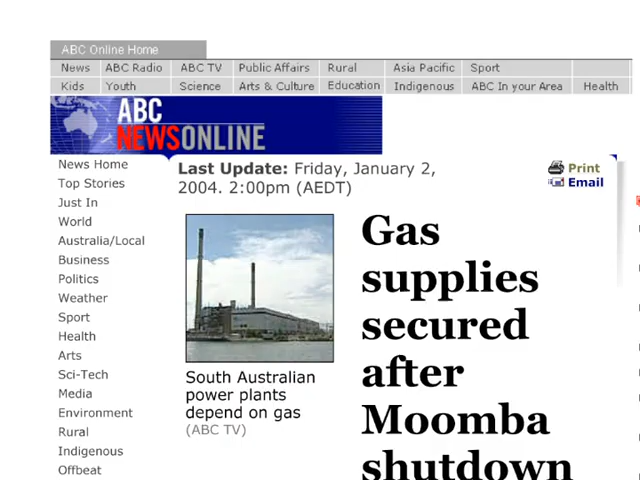 ABC Online Home
News ABC Radio ABC TV Public Affairs Rural Asia Pacific Sport
Kids Youth Science Arts & Culture Education Indigenous ABC In your Area Health
ABC
NEWSONLINE
News Home
Top Stories
Just In
World
Australia/Local
Business
Politics
Weather
Sport
Health
Arts
Sci-Tech
Media
Environment
Rural
Indigenous
Offbeat
Last Update: Friday, January 2,
2004. 2:00pm (AEDT)
Print
Email
South Australian
power plants
depend on gas
(ABC TV)
Gas
supplies
secured
after
Moomba
shutdown